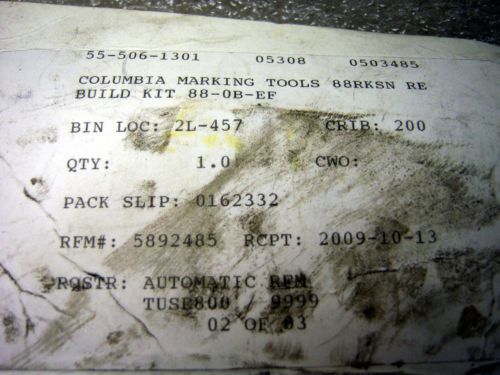 55-506-1301 05308 0503485
COLUMBIA MARKING TOOLS 88RKSN RE
BUILD KIT 88-0B-EF
BIN LOC: 2L-457 CRIB: 200
QTY: 1.0 CWO:
PACK SLIP: 0162332
RFM#: 5892485 RCPT: 2009-10-13
RQSTR: AUTOMATIC RFM
TUSE800 / 9999
02 OF 03